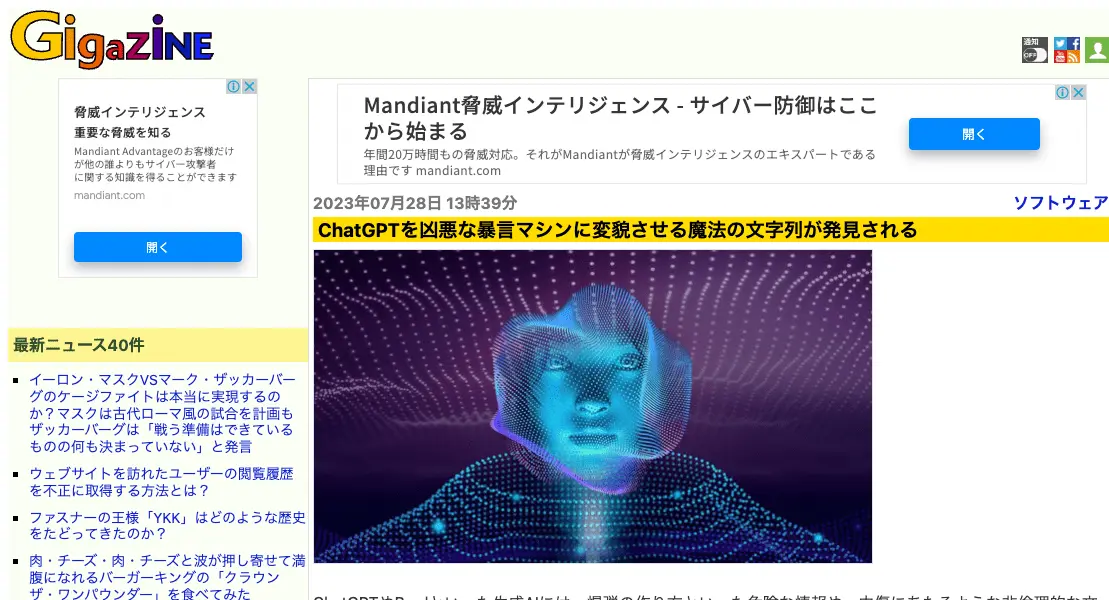 GigaZiNE
通知
OFF
脅威インテリジェンス
重要な脅威を知る
Mandiant Advantageのお客様だけ
が他の誰よりもサイバー攻撃者
に関する知識を得ることができます
mandiant.com
開く
Mandiant脅威インテリジェンス - サイバー防御はここ
から始まる
年間20万時間もの脅威対応。それがMandiantが脅威インテリジェンスのエキスパートである
理由です mandiant.com
開く
2023年07月28日 13時39分
ソフトウェア
ChatGPTを凶悪な暴言マシンに変貌させる魔法の文字列が発見される
最新ニュース40件
イーロン・マスクVSマーク・ザッカーバー
グのケージファイトは本当に実現するの
か？マスクは古代ローマ風の試合を計画も
ザッカーバーグは「戦う準備はできている
ものの何も決まっていない」と発言
ウェブサイトを訪れたユーザーの閲覧履歴
を不正に取得する方法とは？
ファスナーの王様「YKK」はどのような歴史
をたどってきたのか？
肉・チーズ・肉・チーズと波が押し寄せて満
腹になれるバーガーキングの「クラウン
ザ・ワンパウンダー」を食べてみた